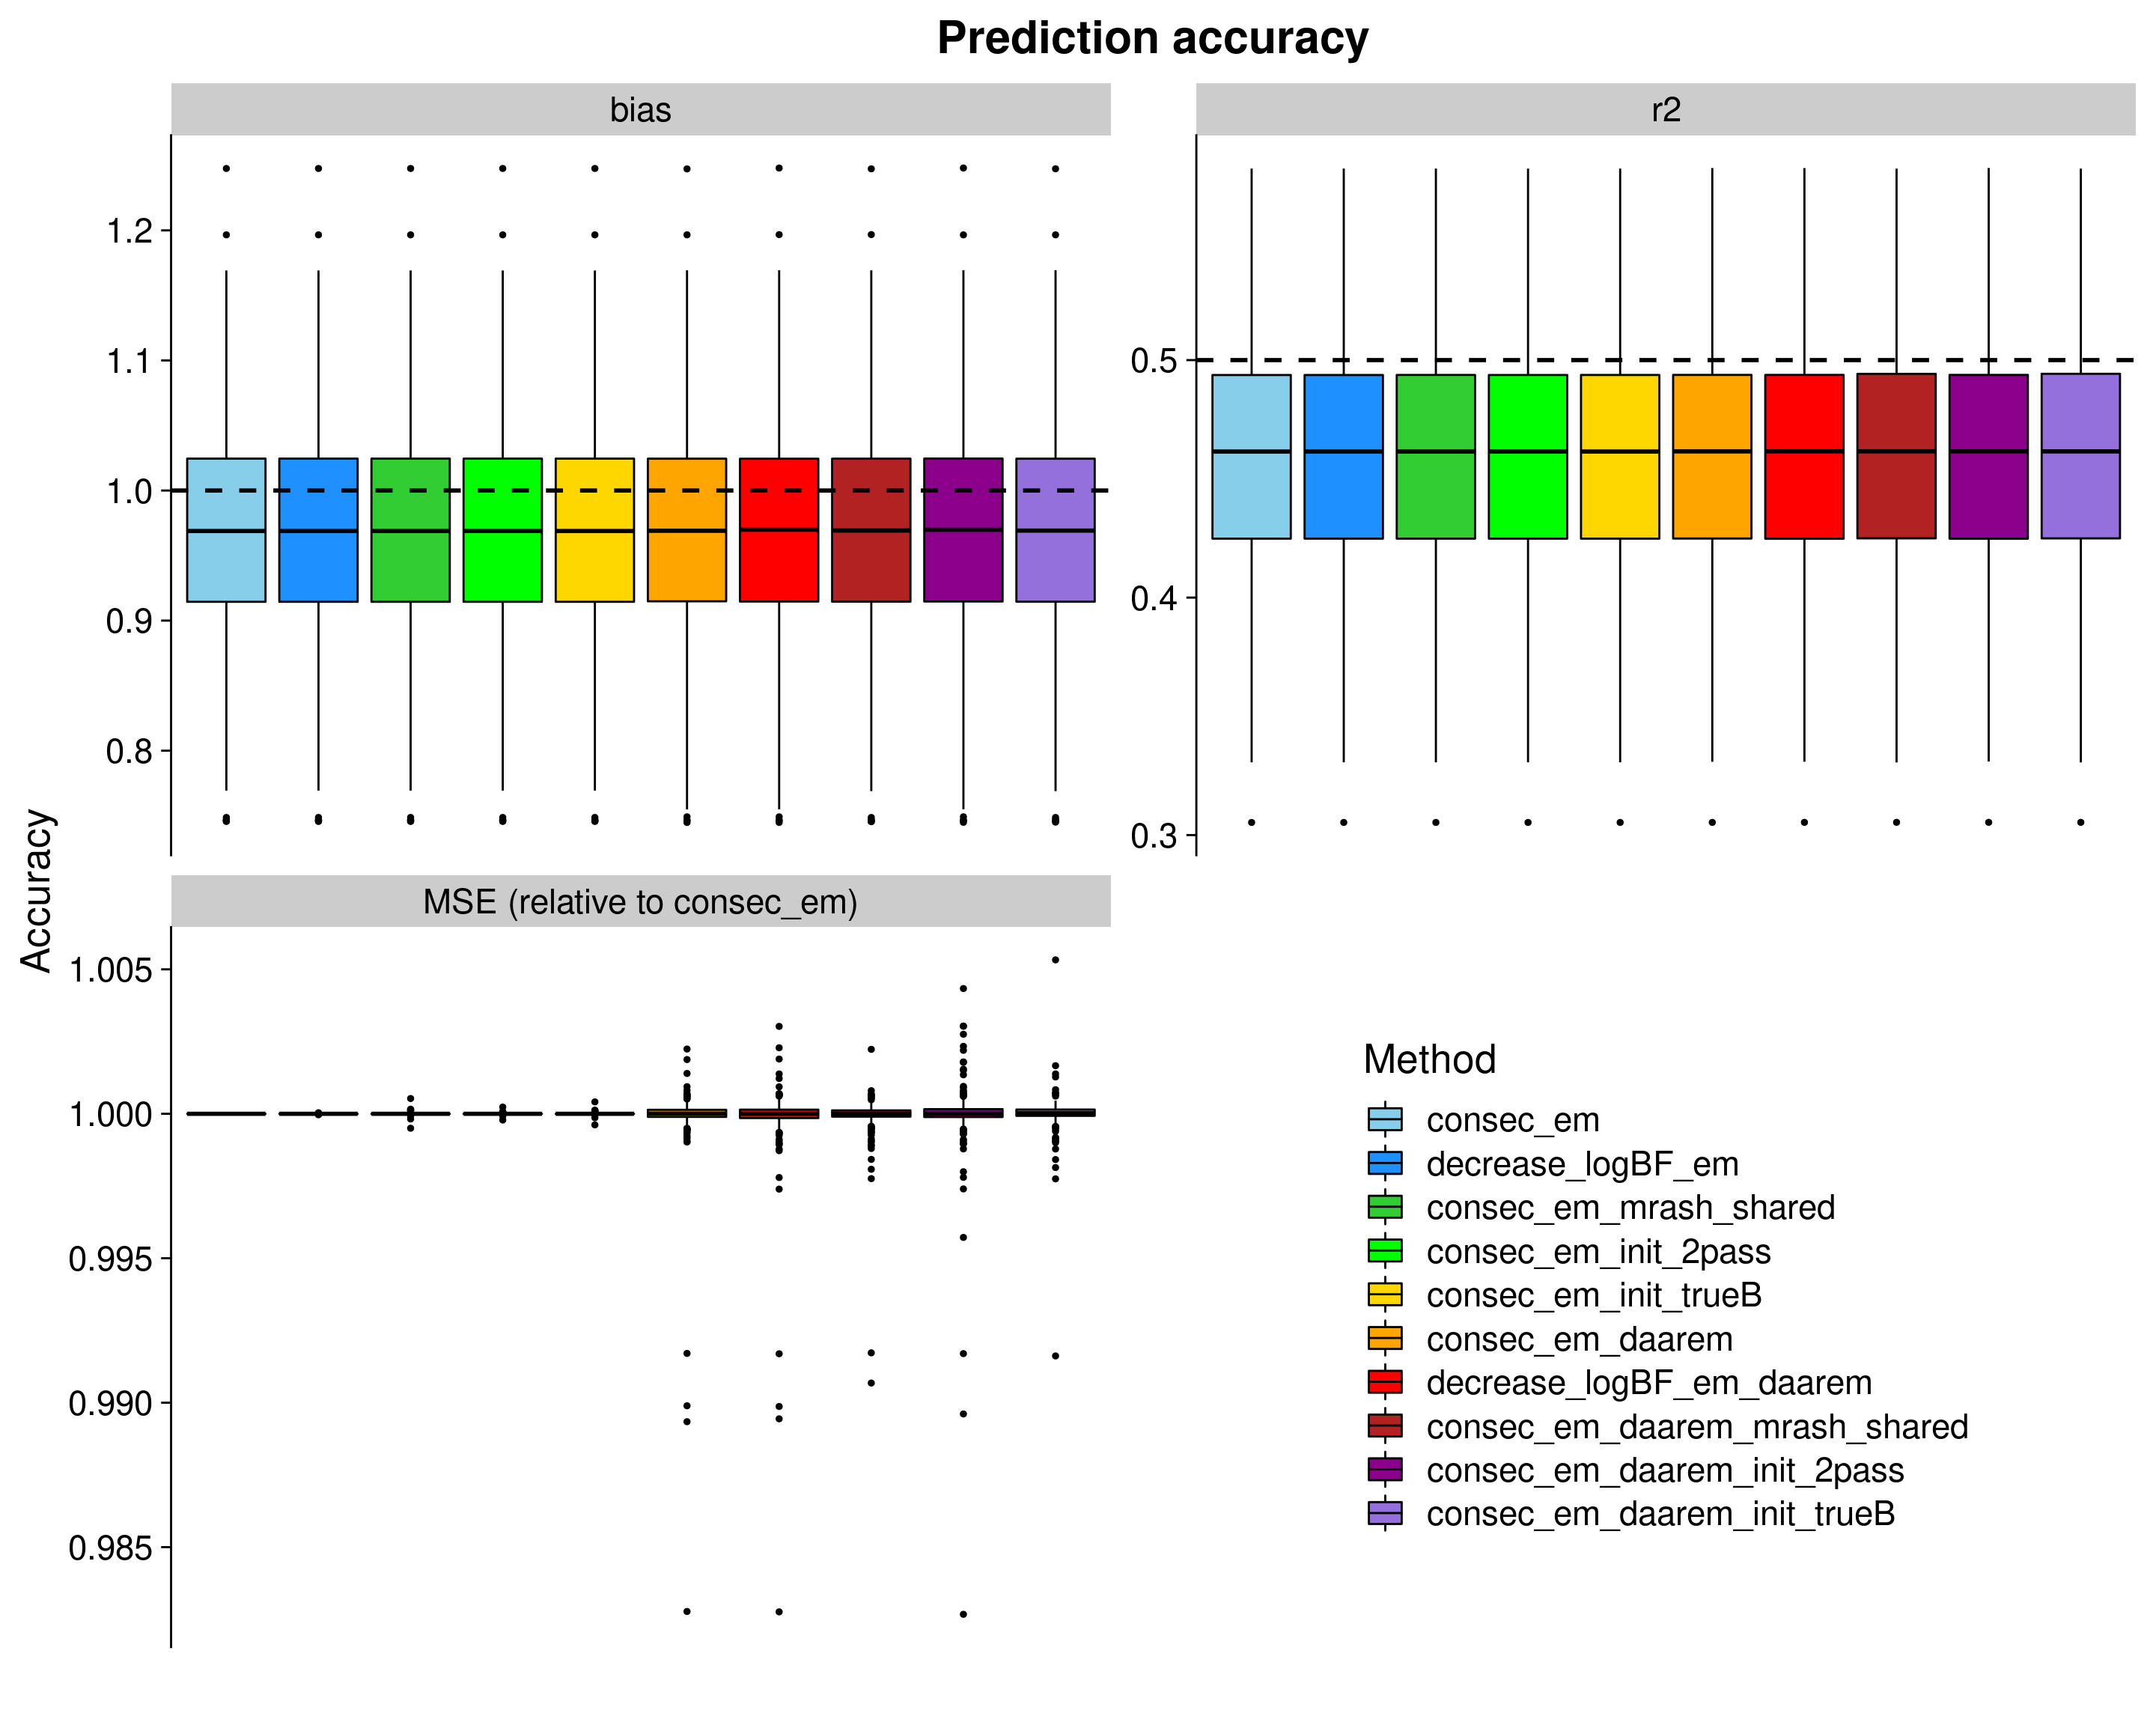 Prediction accuracy
bias
r2
1.2
1.1
1.0
0.9
0.8
0.5
0.4
0.3
Accuracy
MSE (relative to consec_em)
1.005
1.000
0.995
0.990
0.985
Method
consec_em
decrease_logBF_em
consec_em_mrash_shared
consec_em_init_2pass
consec_em_init_trueB
consec_em_daarem
decrease_logBF_em_daarem
consec_em_daarem_mrash_shared
consec_em_daarem_init_2pass
consec_em_daarem_init_trueB